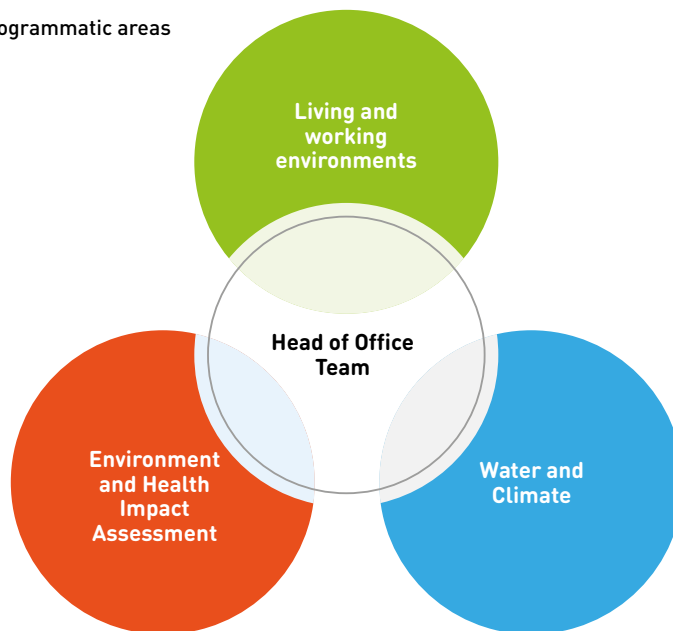 ogrammatic areas
Living and
working
environments
Head of Office
Team
Environment
and Health
Impact
Assessment
Water and
Climate